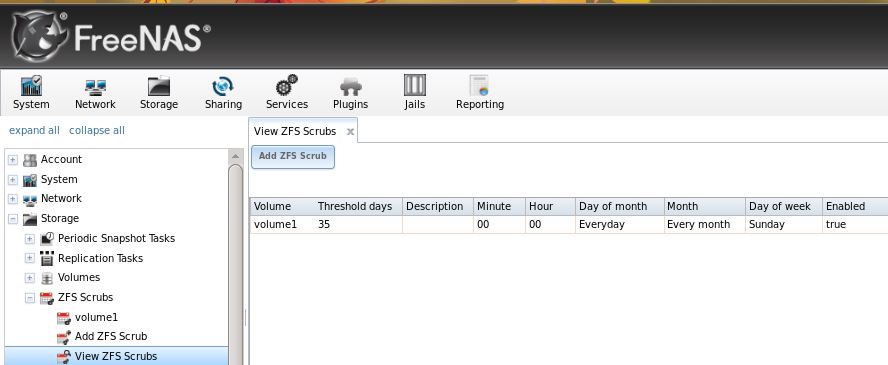 FreeNAS®
System Network Storage Sharing Services Plugins Jails Reporting
expand all collapse all
View ZFS Scrubs
Add ZFS Scrub
Account
System
Network
Storage
Periodic Snapshot Tasks
Replication Tasks
Volumes
ZFS Scrubs
volume1
Add ZFS Scrub
View ZFS Scrubs
Volume Threshold days Description Minute Hour Day of month Month Day of week Enabled
volume1 35 00 00 Everyday Every month Sunday true